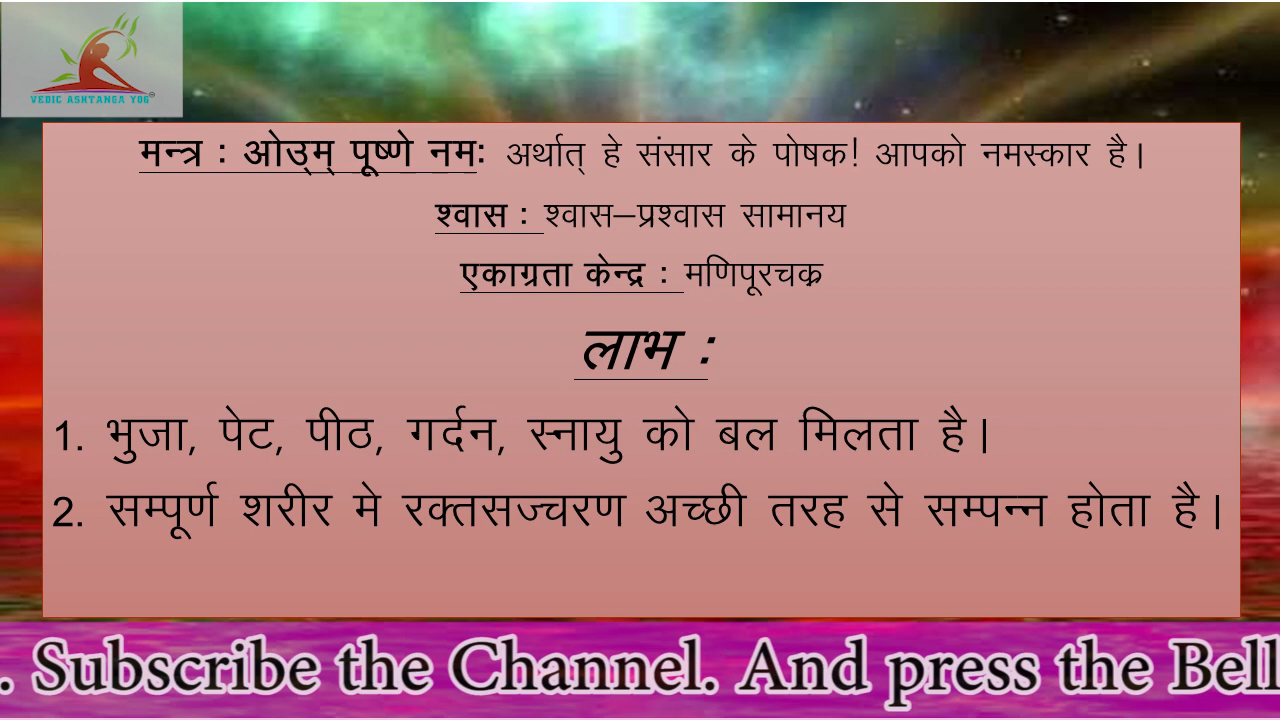 VEDIC ASHTANGA YOG®
मन्त्र : ओउम् पूष्णे नमः अर्थात् हे संसार के पोषक! आपको नमस्कार है।
श्वास : श्वास–प्रश्वास सामानय
एकाग्रता केन्द्र : मणिपूरचक्र
लाभ :
1. भुजा, पेट, पीठ, गर्दन, स्नायु को बल मिलता है।
2. सम्पूर्ण शरीर मे रक्तसज्चरण अच्छी तरह से सम्पन्न होता है।
. Subscribe the Channel. And press the Bell